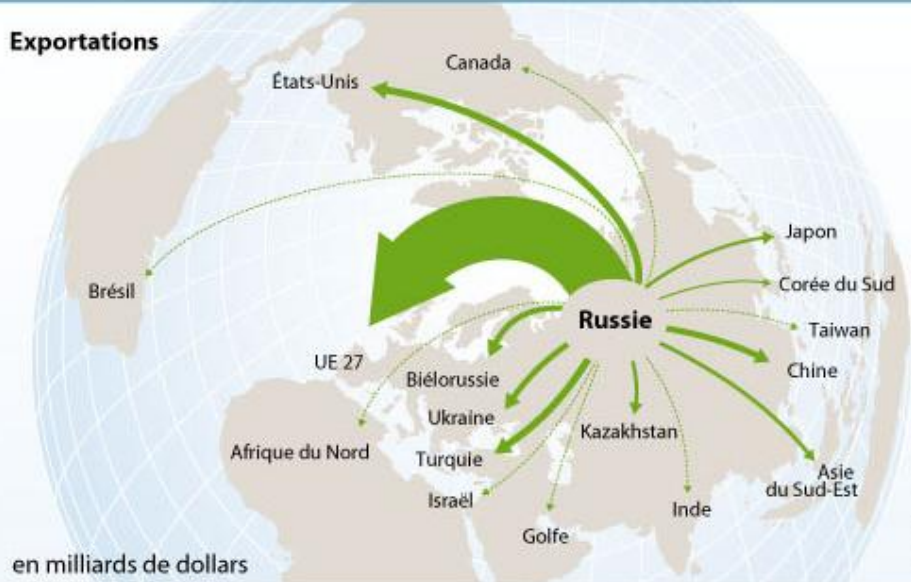 Exportations
Canada
États-Unis
Japon
Brésil
Corée du Sud
Russie
Taiwan
UE 27
Chine
Biélorussie
Ukraine
Kazakhstan
Afrique du Nord
Turquie
Asie
du Sud-Est
Israël
Inde
Golfe
en milliards de dollars